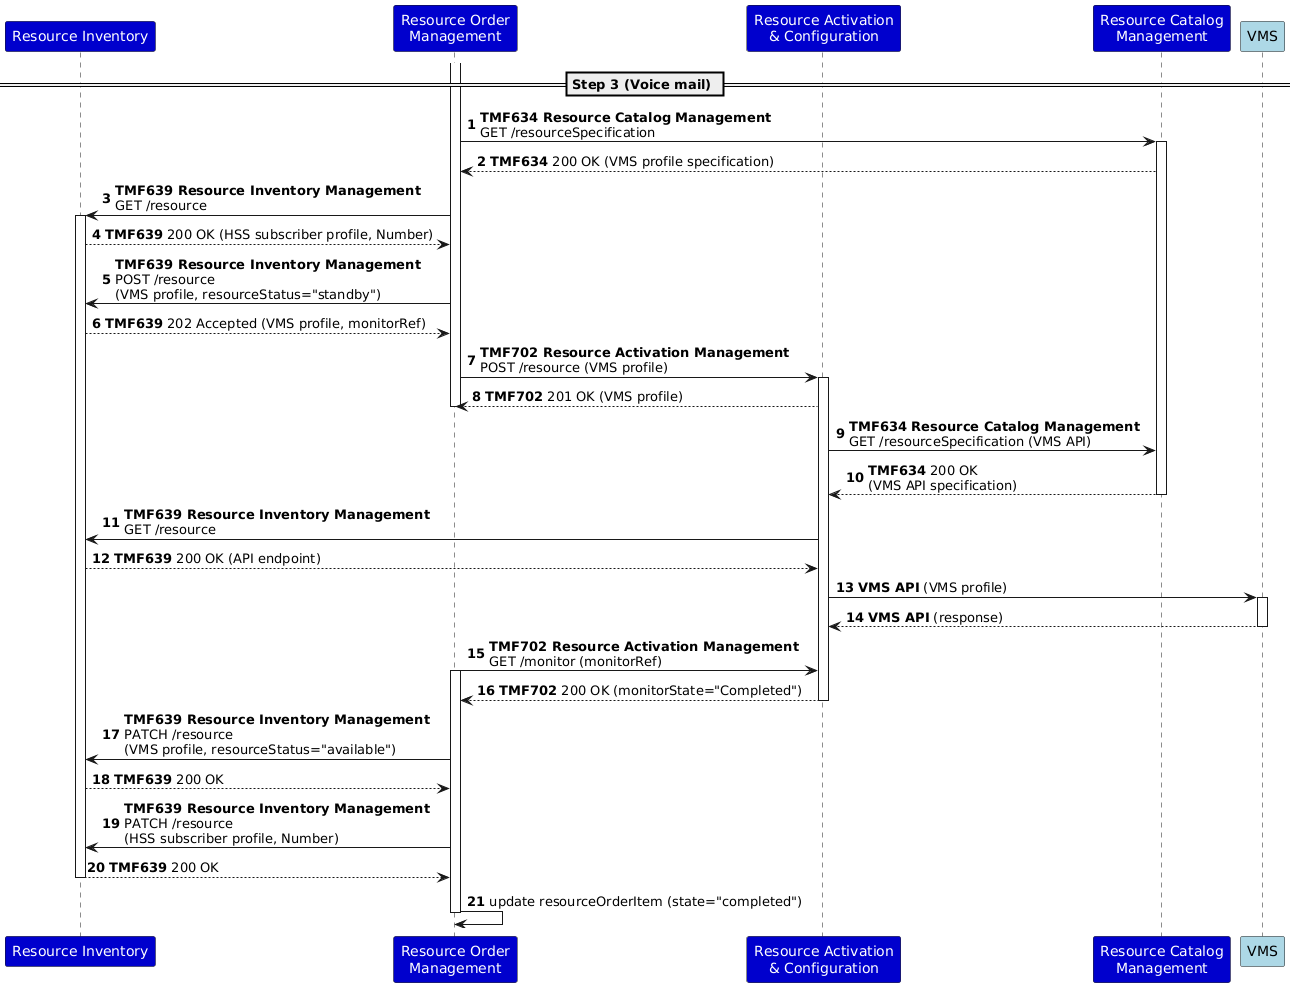 Resource Inventory
Resource Order
Management
Resource Activation
& Configuration
Resource Catalog
Management
VMS
Step 3 (Voice mail)
1 TMF634 Resource Catalog Management
GET /resourceSpecification
2 TMF634 200 OK (VMS profile specification)
3 TMF639 Resource Inventory Management
GET /resource
4 TMF639 200 OK (HSS subscriber profile, Number)
TMF639 Resource Inventory Management
5 POST /resource
(VMS profile, resourceStatus="standby")
6 TMF639 202 Accepted (VMS profile, monitorRef)
7 TMF702 Resource Activation Management
POST /resource (VMS profile)
8 TMF702 201 OK (VMS profile)
9 TMF634 Resource Catalog Management
GET /resourceSpecification (VMS API)
10 TMF634 200 OK
(VMS API specification)
11 TMF639 Resource Inventory Management
GET /resource
12 TMF639 200 OK (API endpoint)
13 VMS API (VMS profile)
14 VMS API (response)
15 TMF702 Resource Activation Management
GET /monitor (monitorRef)
16 TMF702 200 OK (monitorState="Completed")
TMF639 Resource Inventory Management
17 PATCH /resource
(VMS profile, resourceStatus="available")
18 TMF639 200 OK
TMF639 Resource Inventory Management
19 PATCH /resource
(HSS subscriber profile, Number)
20 TMF639 200 OK
21 update resourceOrderItem (state="completed")
Resource Inventory
Resource Order
Management
Resource Activation
& Configuration
Resource Catalog
Management
VMS